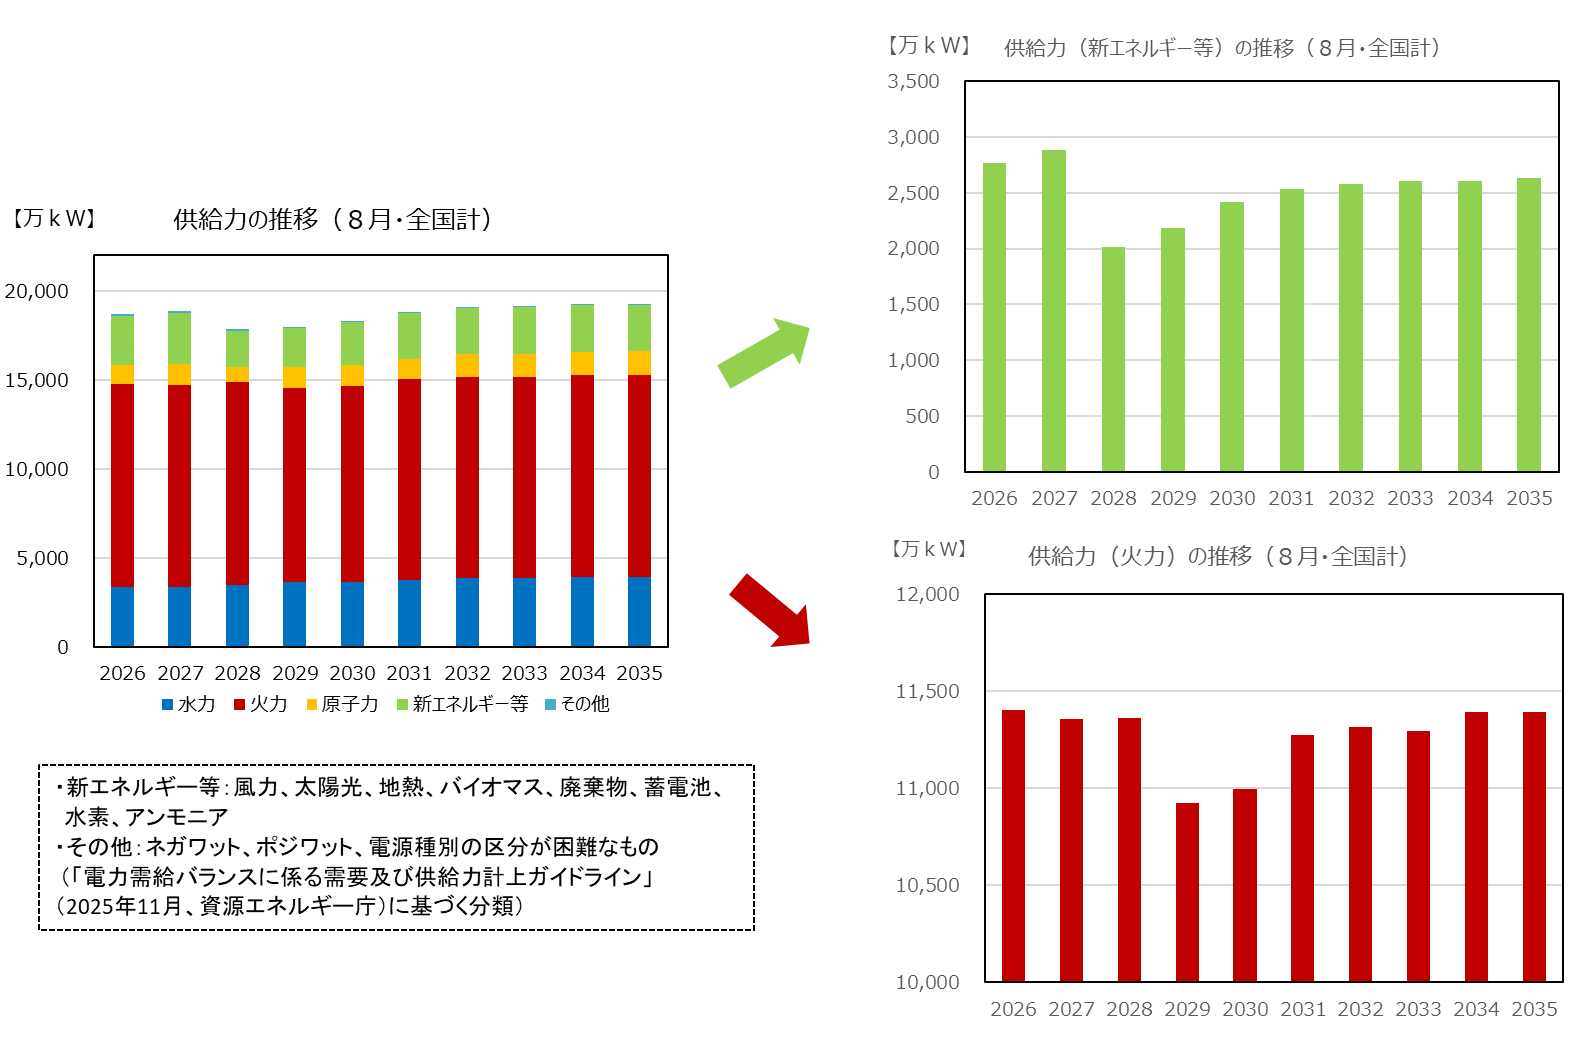 【万ｋW】
供給力の推移（８月・全国計）
20,000
15,000
10,000
5,000
0
2026 2027 2028 2029 2030 2031 2032 2033 2034 2035
水力 火力 原子力 新エネルギー等 その他
・新エネルギー等：風力、太陽光、地熱、バイオマス、廃棄物、蓄電池、
水素、アンモニア
・その他：ネガワット、ポジワット、電源種別の区分が困難なもの
（「電力需給バランスに係る需要及び供給力計上ガイドライン」
（2025年11月、資源エネルギー庁）に基づく分類）
【万ｋW】
供給力（新エネルギー等）の推移（８月・全国計）
3,500
3,000
2,500
2,000
1,500
1,000
500
0
2026 2027 2028 2029 2030 2031 2032 2033 2034 2035
【万ｋW】
供給力（火力）の推移（８月・全国計）
12,000
11,500
11,000
10,500
10,000
2026 2027 2028 2029 2030 2031 2032 2033 2034 2035